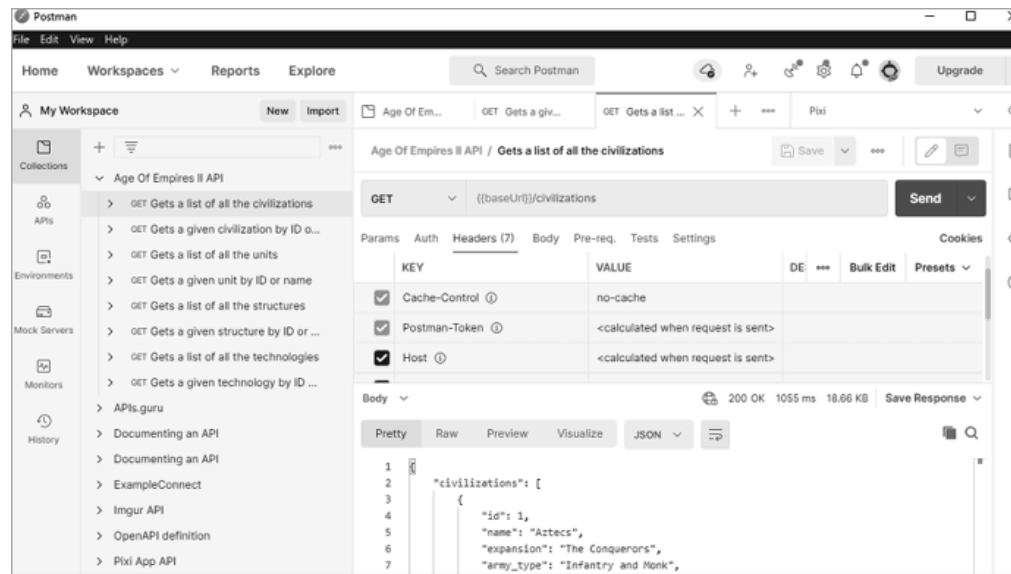 Postman
File Edit View Help
Home Workspaces Reports Explore Search Postman Upgrade
My Workspace New Import
Age Of Em... GET Gets a giv... GET Gets a list ... Pixi
Collections
APIs
Environments
Mock Servers
Monitors
History
Age Of Empires II API
GET Gets a list of all the civilizations
GET Gets a given civilization by ID o...
GET Gets a list of all the units
GET Gets a given unit by ID or name
GET Gets a list of all the structures
GET Gets a given structure by ID or ...
GET Gets a list of all the technologies
GET Gets a given technology by ID ...
APIs.guru
Documenting an API
Documenting an API
ExampleConnect
Imgur API
OpenAPI definition
Pixi App API
Age Of Empires II API / Gets a list of all the civilizations Save
GET {{baseUrl}}/civilizations Send
Params Auth Headers (7) Body Pre-req. Tests Settings Cookies
KEY VALUE DE Bulk Edit Presets
Cache-Control no-cache
Postman-Token <calculated when request is sent>
Host <calculated when request is sent>
Body 200 OK 1055 ms 18.66 KB Save Response
Pretty Raw Preview Visualize JSON
1 {
2 "civilizations": [
3 {
4 "id": 1,
5 "name": "Aztecs",
6 "expansion": "The Conquerors",
7 "army_type": "Infantry and Monk",